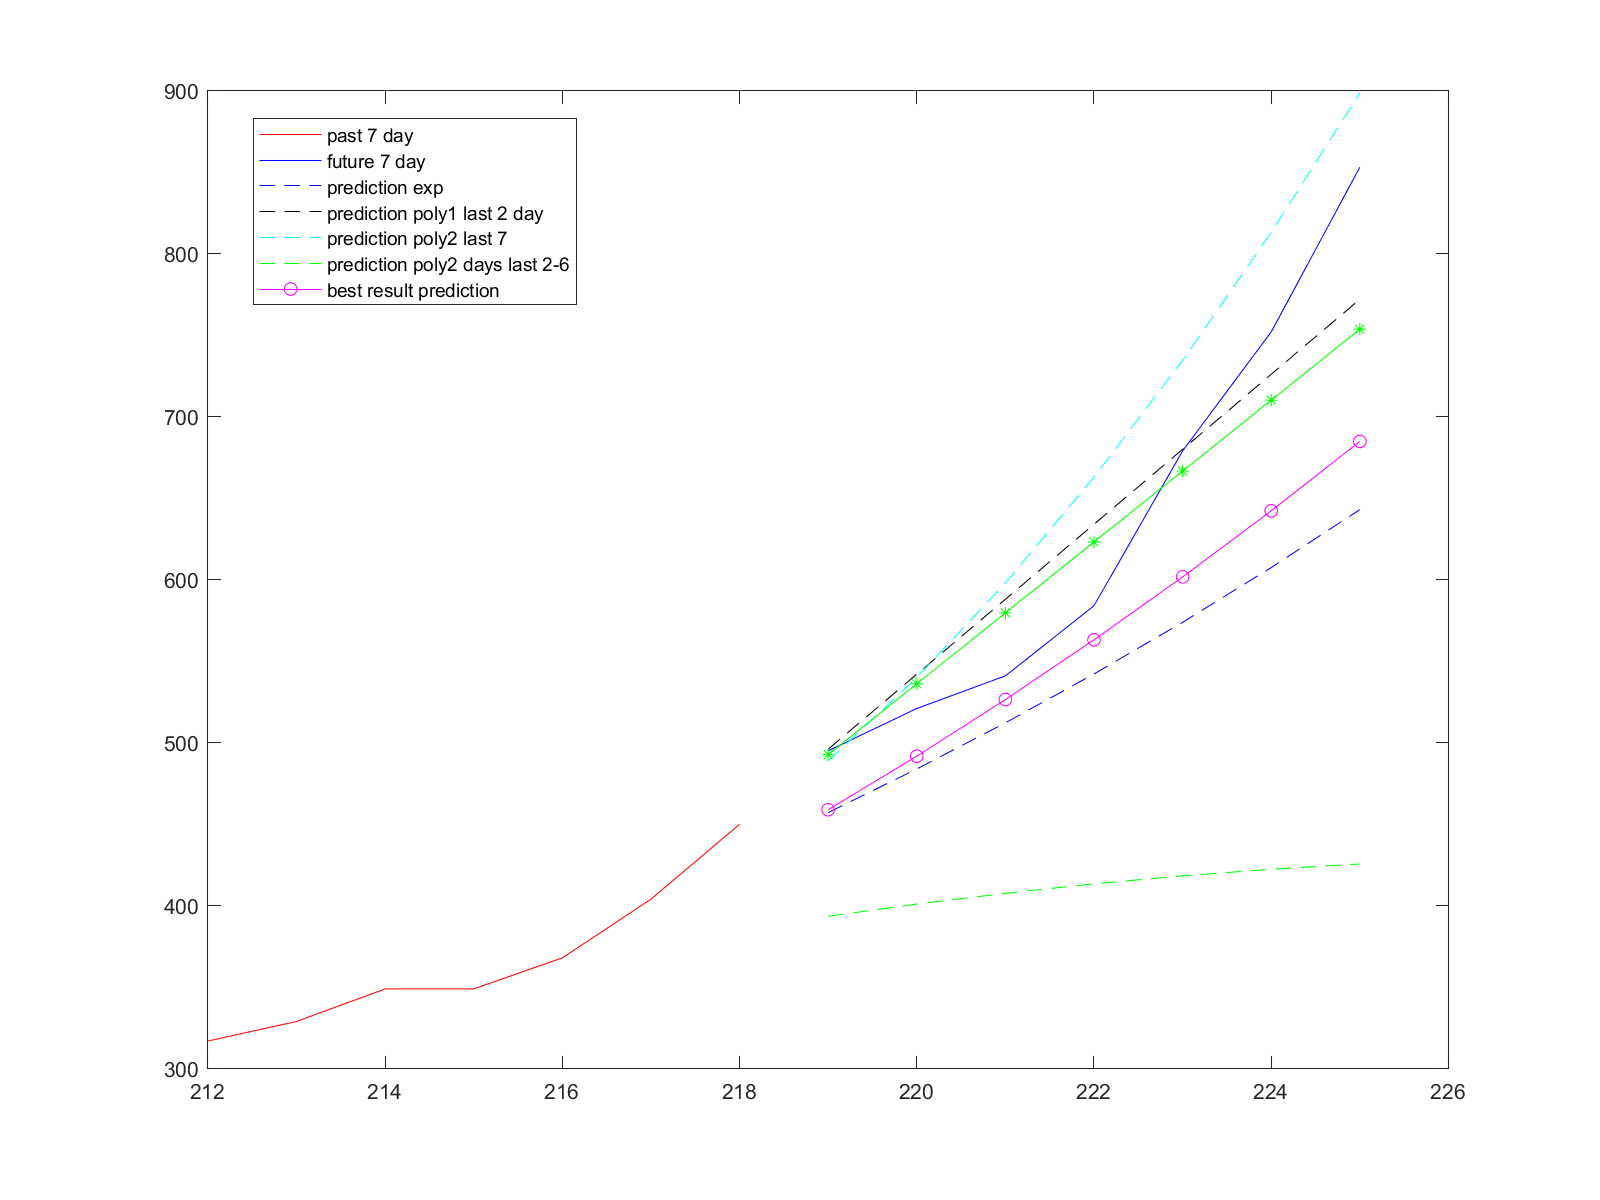 900
800
700
600
500
400
300
past 7 day
future 7 day
prediction exp
prediction poly1 last 2 day
prediction poly2 last 7
prediction poly2 days last 2-6
best result prediction
212 214 216 218 220 222 224 226